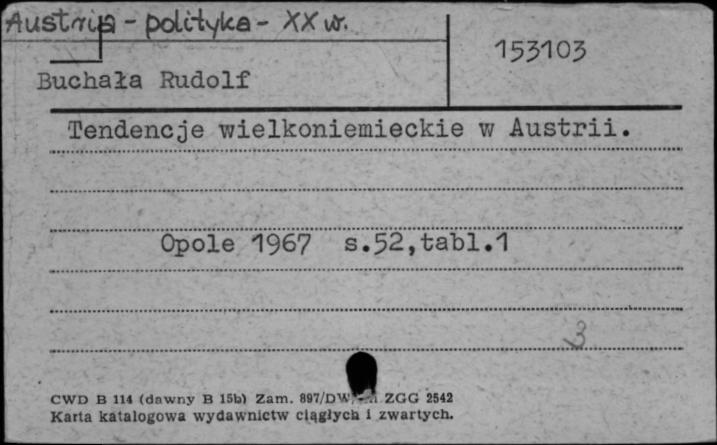 Austria - polityka - XX w.
153103
Buchała Rudolf
Tendencje wielkoniemieckie w Austrii.
Opole 1967 s.52,tabl.1
3
CWD B 114 (dawny B 15b) Zam. 897/DW ZGG 2542
Karta katalogowa wydawnictw ciągłych i zwartych.